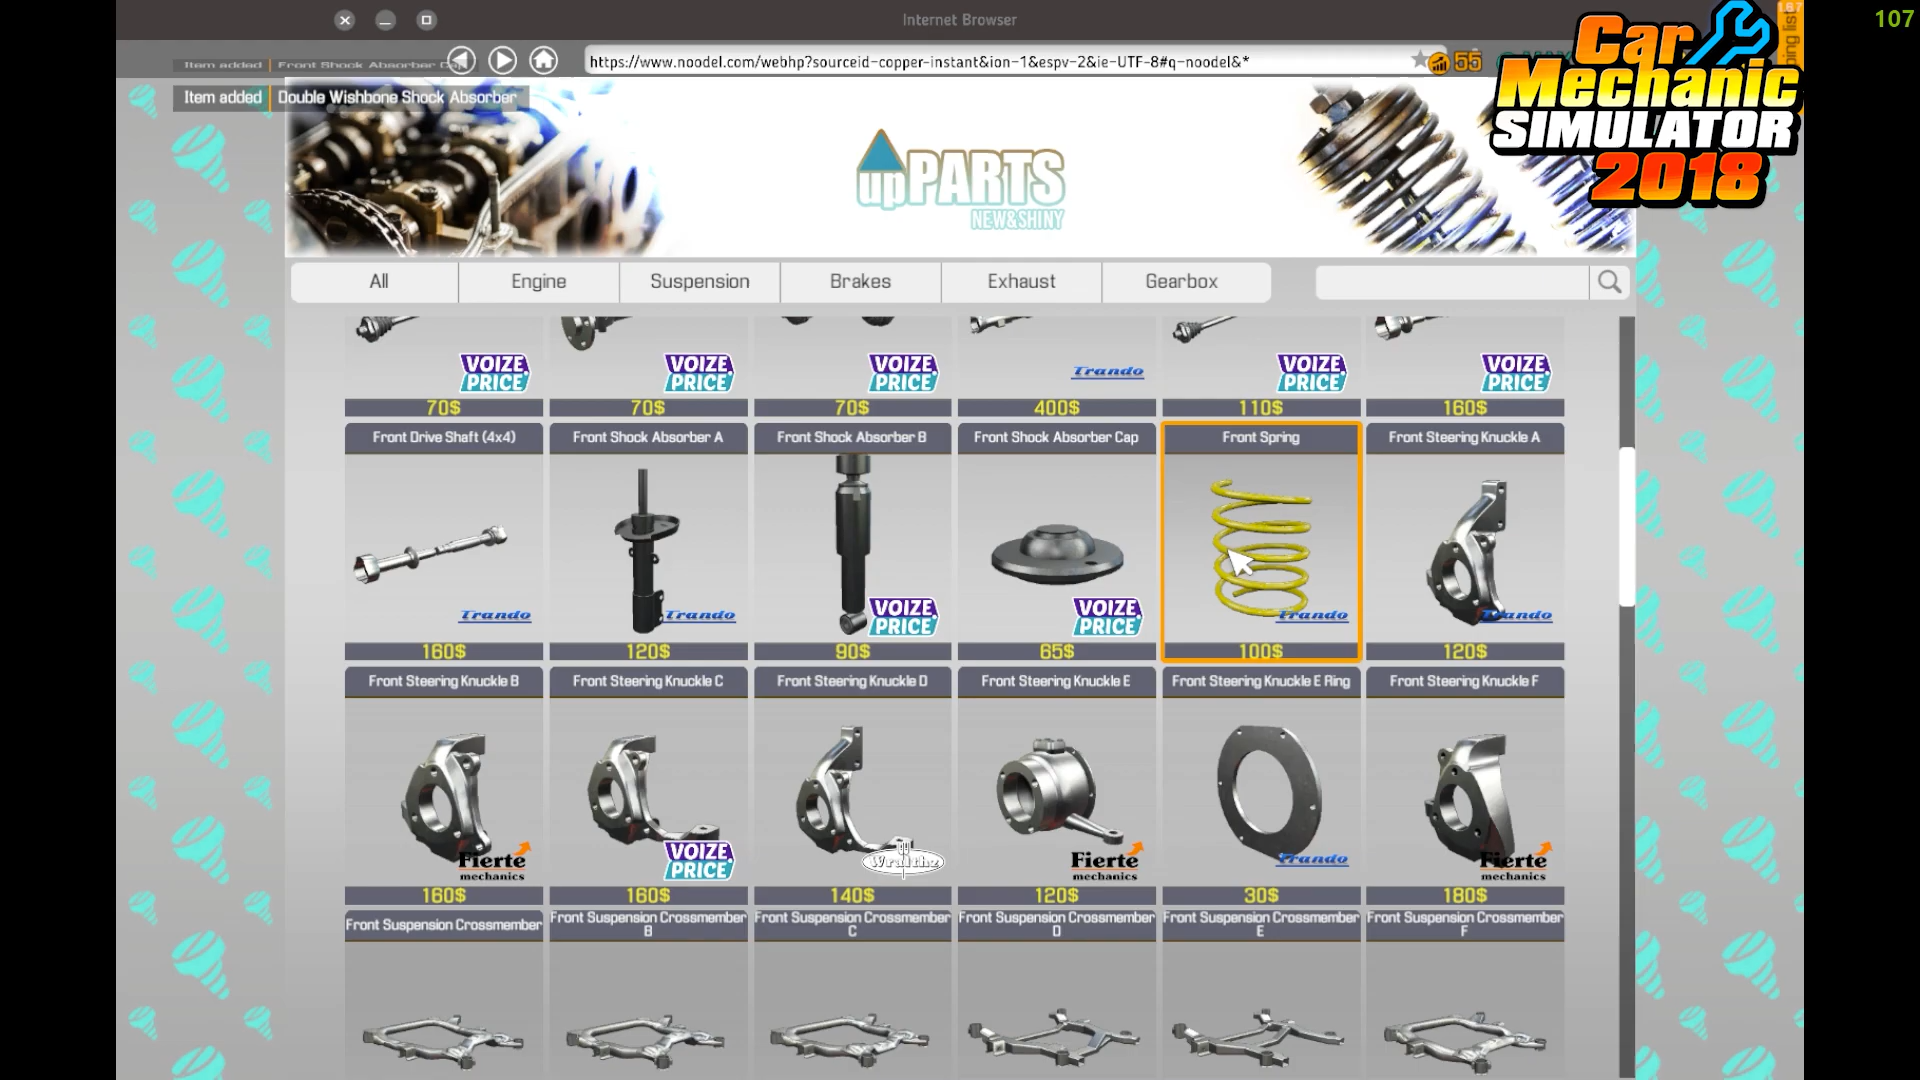 107
Internet Browser
Item added Front Shock Absorber
https://www.noodel.com/webhp?sourceid-copper-instant&ion-1&espv-2&ie-UTF-8#q-noodel&*
55
Item added Double Wishbone Shock Absorber
Car
Mechanic
SIMULATOR
2018
upPARTS
NEW&SHINY
All Engine Suspension Brakes Exhaust Gearbox
VOIZE PRICE VOIZE PRICE VOIZE PRICE Trando VOIZE PRICE VOIZE PRICE
70$ 70$ 70$ 400$ 110$ 160$
Front Drive Shaft (4x4) Front Shock Absorber A Front Shock Absorber B Front Shock Absorber Cap Front Spring Front Steering Knuckle A
Trando Trando VOIZE PRICE VOIZE PRICE Trando Trando
160$ 120$ 90$ 65$ 100$ 120$
Front Steering Knuckle B Front Steering Knuckle C Front Steering Knuckle D Front Steering Knuckle E Front Steering Knuckle E Ring Front Steering Knuckle F
Fierte mechanics VOIZE PRICE Fierte mechanics Trando Fierte mechanics
160$ 160$ 140$ 120$ 30$ 180$
Front Suspension Crossmember Front Suspension Crossmember B Front Suspension Crossmember C Front Suspension Crossmember D Front Suspension Crossmember E Front Suspension Crossmember F